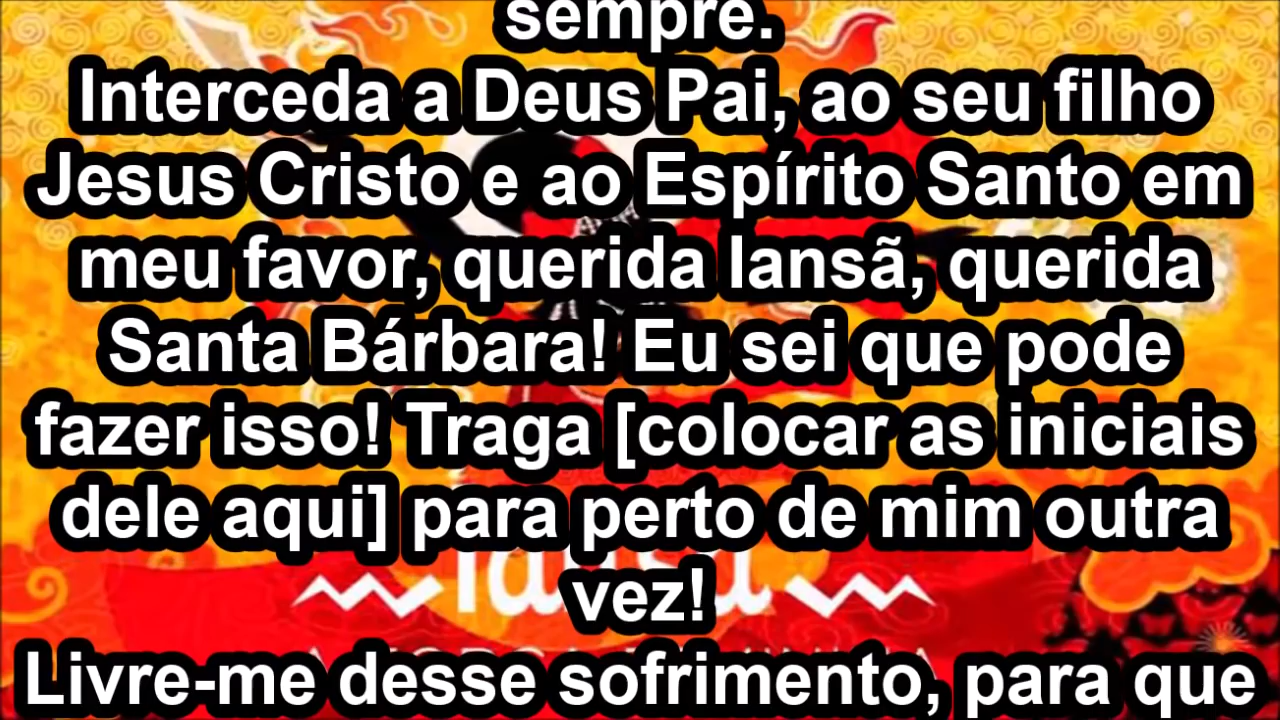 sempre.
Interceda a Deus Pai, ao seu filho
Jesus Cristo e ao Espírito Santo em
meu favor, querida Iansã, querida
Santa Bárbara! Eu sei que pode
fazer isso! Traga [colocar as iniciais
dele aqui] para perto de mim outra
vez!
Livre-me desse sofrimento, para que